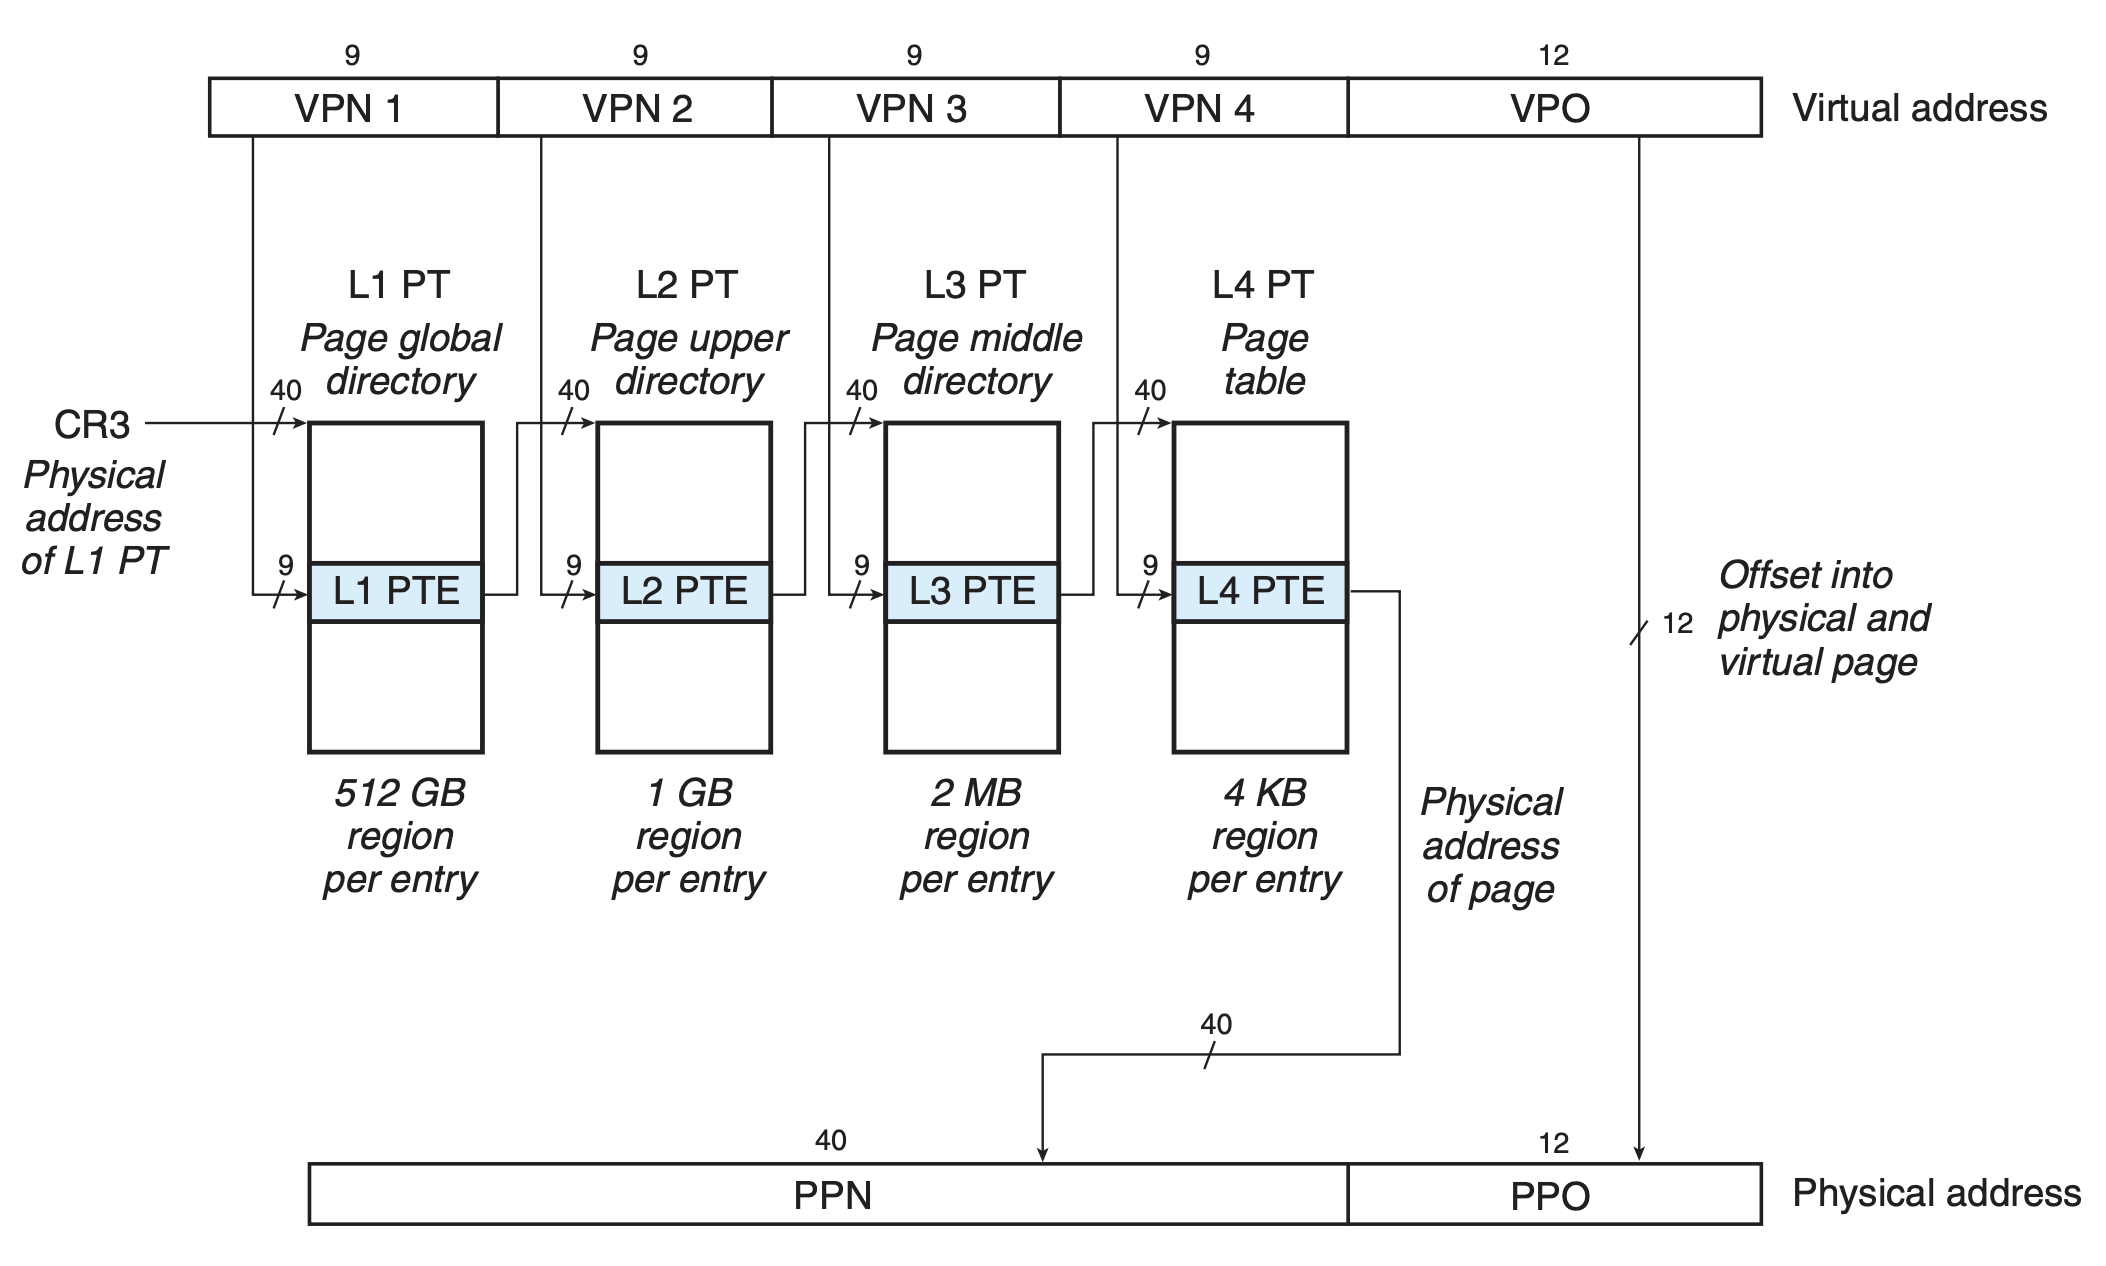 9 9 9 9 12
VPN 1 VPN 2 VPN 3 VPN 4 VPO Virtual address
L1 PT L2 PT L3 PT L4 PT
Page global Page upper Page middle Page
directory directory directory table
40 40 40 40
CR3
Physical
address
of L1 PT
9 9 9 9
L1 PTE L2 PTE L3 PTE L4 PTE
Offset into
12 physical and
virtual page
512 GB 1 GB 2 MB 4 KB
region region region region
per entry per entry per entry per entry
Physical
address
of page
40
40 12
PPN PPO Physical address